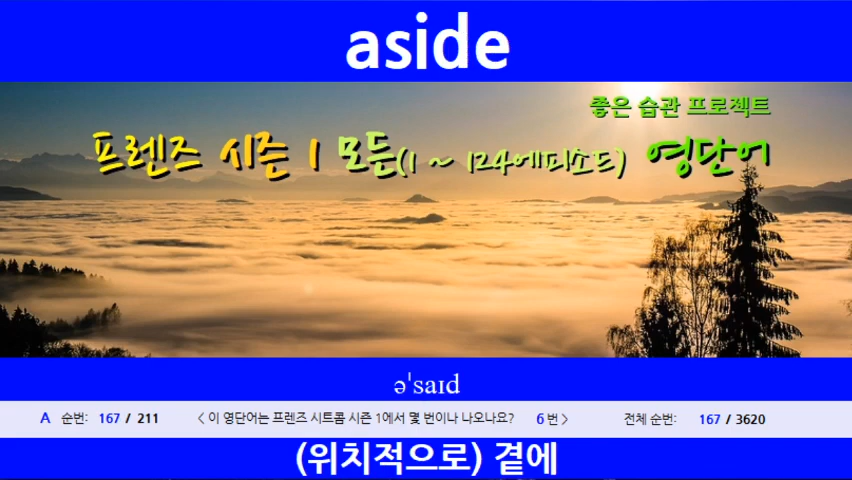 aside
좋은 습관 프로젝트
프렌즈 시즌 1 모든(1 ~ 124에피소드) 영단어
əˈsaɪd
A 순번: 167 / 211 < 이 영단어는 프렌즈 시트콤 시즌 1에서 몇 번이나 나오나요? 6 번 > 전체 순번: 167 / 3620
(위치적으로) 곁에